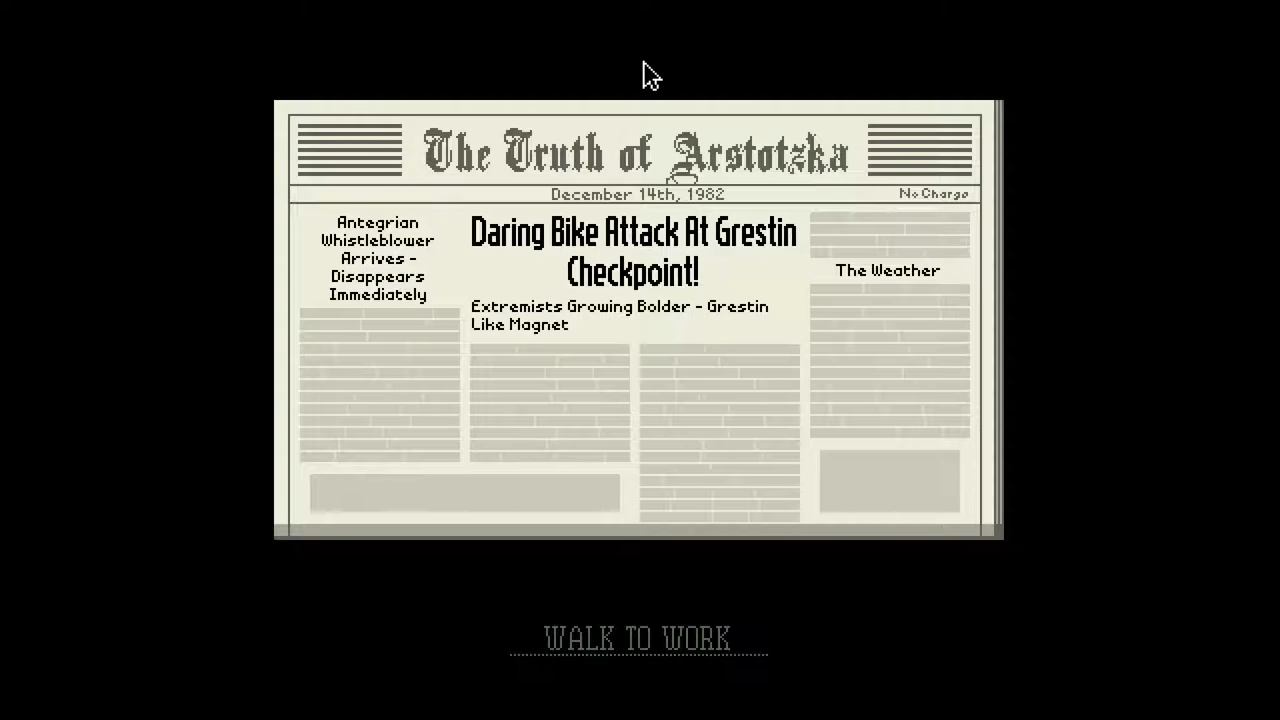 The Truth of Arstotzka
December 14th, 1982
No Charge
Antegrian
Whistleblower
Arrives -
Disappears
Immediately
Daring Bike Attack At Grestin
Checkpoint!
Extremists Growing Bolder - Grestin
Like Magnet
The Weather
WALK TO WORK